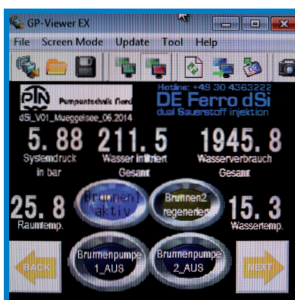 GP-Viewer EX
File Screen Mode Update Tool Help
PTN Pumpentechnik Nord
Hotline: +49 30 4363222
DE Ferro dSi
dual Sauerstoff injektion
dSi_V01_Mueggelsee_06.2014
5.88 211.5 1945.8
Systemdruck in bar
Wasser infiltriert Gesamt
Wasserverbrauch Gesamt
25.8
Raumtemp.
Brunnen1 aktiv
Brunnen2 regeneriert
15.3
Wassertemp.
BACK
Brunnenpumpe 1_AUS
Brunnenpumpe 2_AUS
NEXT